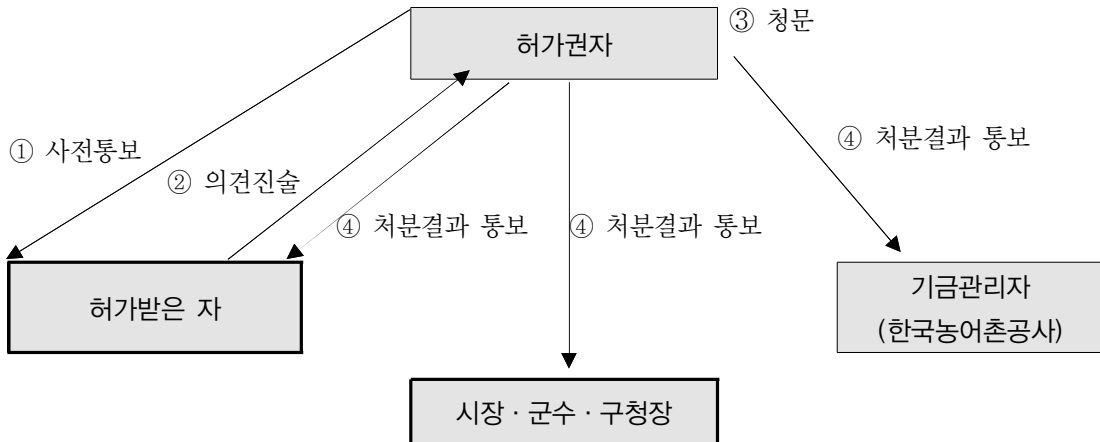 ③ 청문
허가권자
① 사전통보
② 의견진술
④ 처분결과 통보
④ 처분결과 통보
④ 처분결과 통보
허가받은 자
기금관리자
(한국농어촌공사)
시장 · 군수 · 구청장